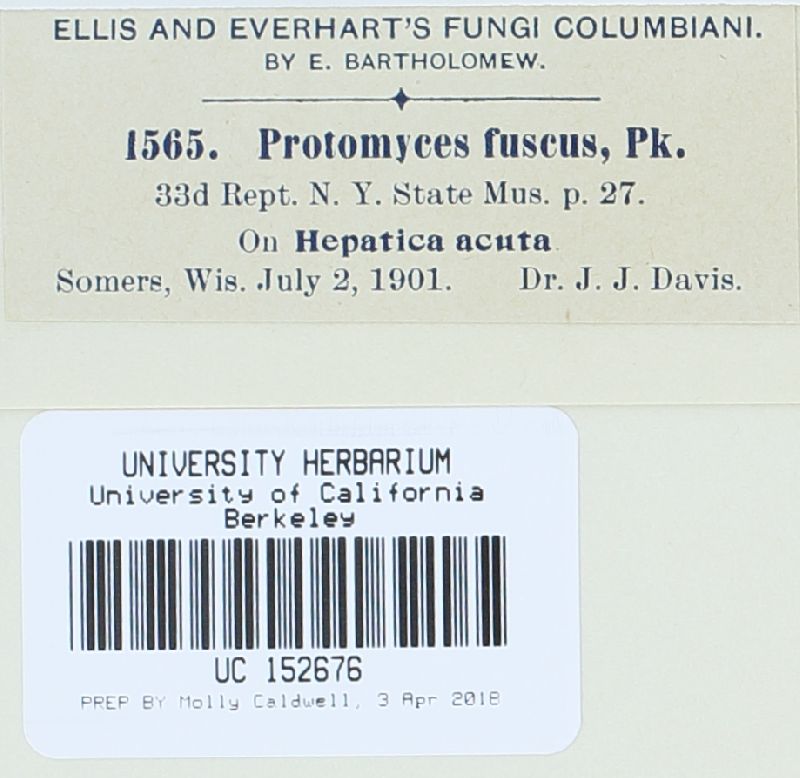 ELLIS AND EVERHART'S FUNGI COLUMBIANI.
BY E. BARTHOLOMEW.
1565. Protomyces fuscus, Pk.
33d Rept. N. Y. State Mus. p. 27.
On Hepatica acuta
Somers, Wis. July 2, 1901. Dr. J. J. Davis.
UNIVERSITY HERBARIUM
University of California
Berkeley
UC 152676
PREP BY Molly Caldwell, 3 Apr 2018